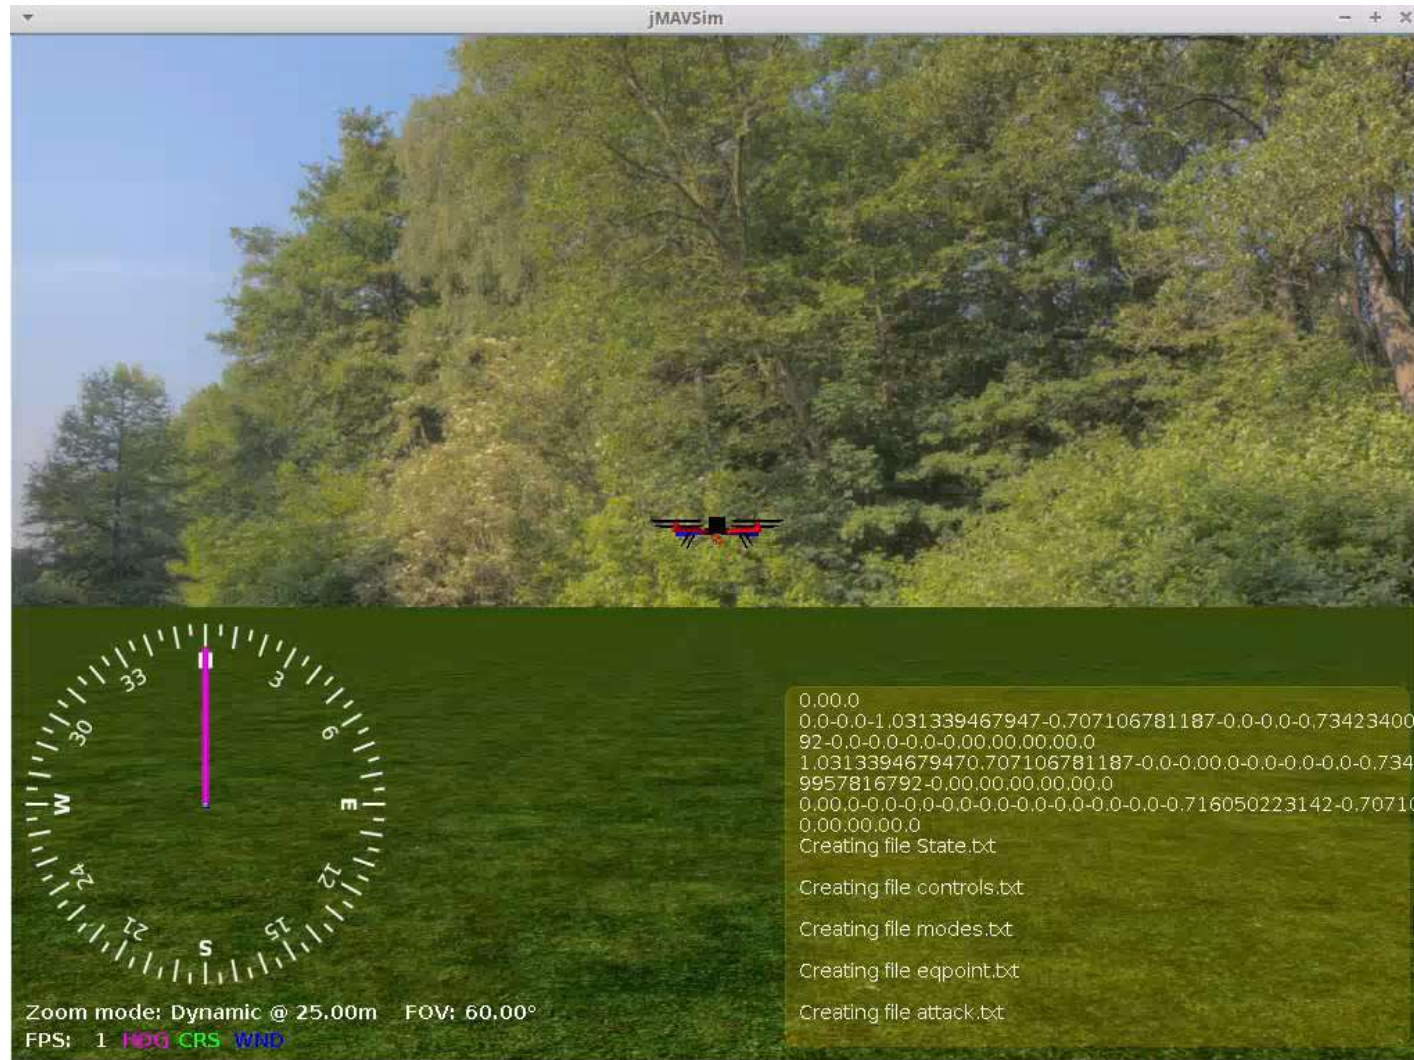 jMAVSim
33
3
30
6
W
E
24
12
21
15
S
0.00.0
0.0-0.0-1.031339467947-0.707106781187-0.0-0.0-0.73423400
92-0.0-0.0-0.0-0.00.00.00.00.0
1.0313394679470.707106781187-0.0-0.00.0-0.0-0.0-0.0-0.734
9957816792-0.00.00.00.00.00.0
0.00.0-0.0-0.0-0.0-0.0-0.0-0.0-0.0-0.0-0.716050223142-0.7071
0.00.00.00.0
Creating file State.txt
Creating file controls.txt
Creating file modes.txt
Creating file eqpoint.txt
Creating file attack.txt
Zoom mode: Dynamic @ 25.00m FOV: 60.00°
FPS: 1 HDG CRS WND